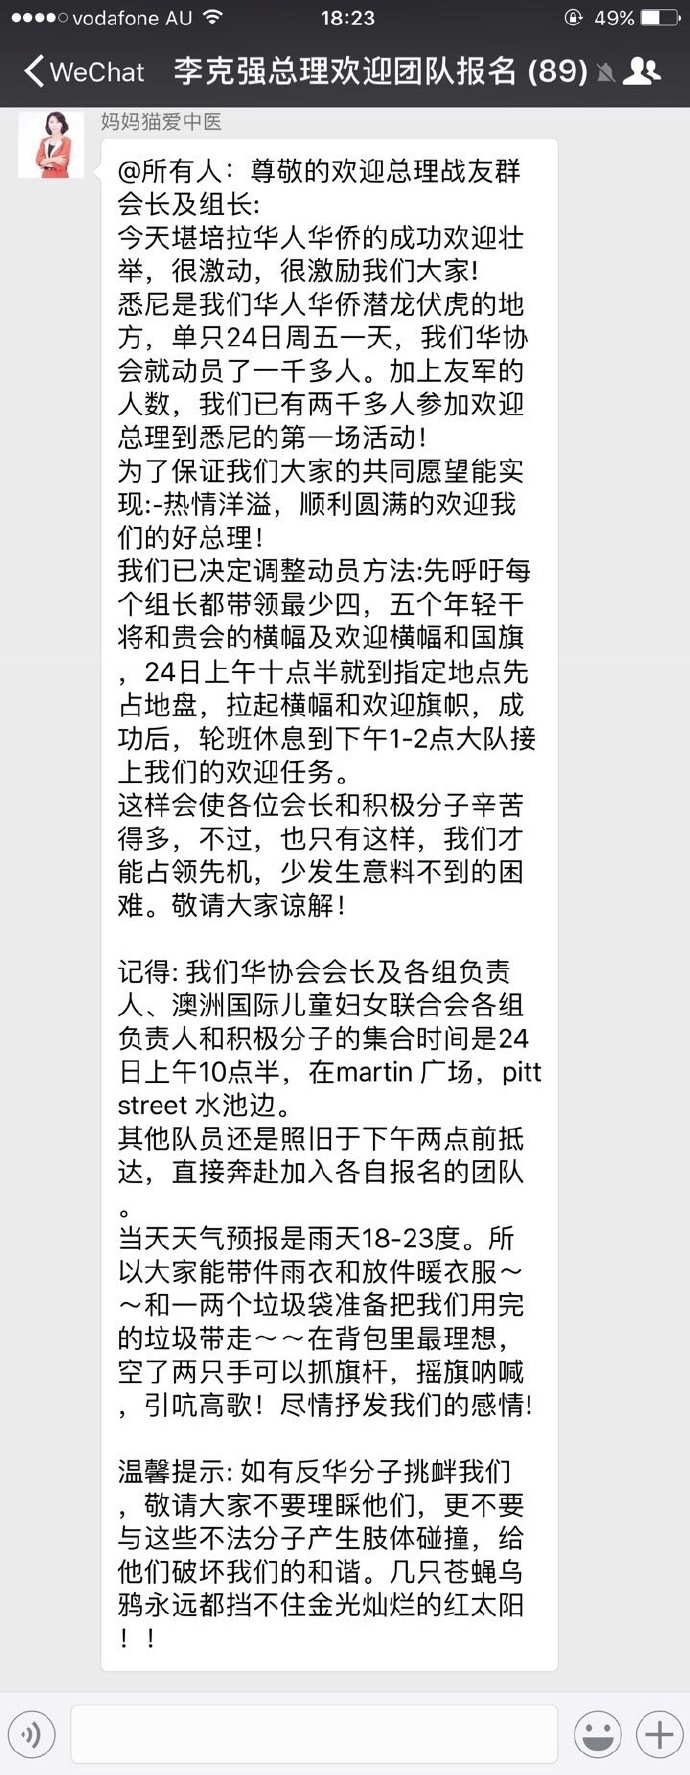 vodafone AU 18:23 49%
WeChat 李克强总理欢迎团队报名 (89)
妈妈猫爱中医
@所有人：尊敬的欢迎总理战友群
会长及组长:
今天堪培拉华人华侨的成功欢迎壮
举，很激动，很激励我们大家!
悉尼是我们华人华侨潜龙伏虎的地
方，单只24日周五一天，我们华协
会就动员了一千多人。加上友军的
人数，我们已有两千多人参加欢迎
总理到悉尼的第一场活动！
为了保证我们大家的共同愿望能实
现:-热情洋溢，顺利圆满的欢迎我
们的好总理！
我们已决定调整动员方法:先呼吁每
个组长都带领最少四，五个年轻干
将和贵会的横幅及欢迎横幅和国旗
，24日上午十点半就到指定地点先
占地盘，拉起横幅和欢迎旗帜，成
功后，轮班休息到下午1-2点大队接
上我们的欢迎任务。
这样会使各位会长和积极分子辛苦
得多，不过，也只有这样，我们才
能占领先机，少发生意料不到的困
难。敬请大家谅解！
记得: 我们华协会会长及各组负责
人、澳洲国际儿童妇女联合会各组
负责人和积极分子的集合时间是24
日上午10点半，在martin 广场，pitt
street 水池边。
其他队员还是照旧于下午两点前抵
达，直接奔赴加入各自报名的团队
。
当天天气预报是雨天18-23度。所
以大家能带件雨衣和放件暖衣服～
～和一两个垃圾袋准备把我们用完
的垃圾带走～～在背包里最理想，
空了两只手可以抓旗杆，摇旗呐喊
，引吭高歌！尽情抒发我们的感情!
温馨提示: 如有反华分子挑衅我们
，敬请大家不要理睬他们，更不要
与这些不法分子产生肢体碰撞，给
他们破坏我们的和谐。几只苍蝇乌
鸦永远都挡不住金光灿烂的红太阳
！！